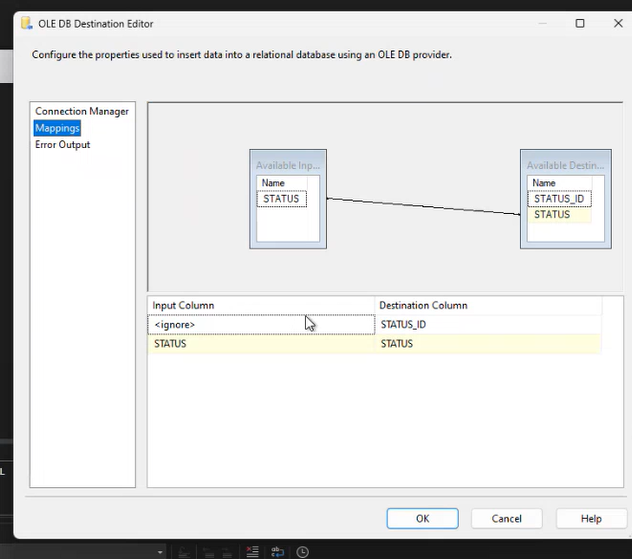 OLE DB Destination Editor
Configure the properties used to insert data into a relational database using an OLE DB provider.
Connection Manager
Mappings
Error Output
Available Inp...
Name
STATUS
Available Destin...
Name
STATUS_ID
STATUS
Input Column Destination Column
<ignore> STATUS_ID
STATUS STATUS
OK Cancel Help
L